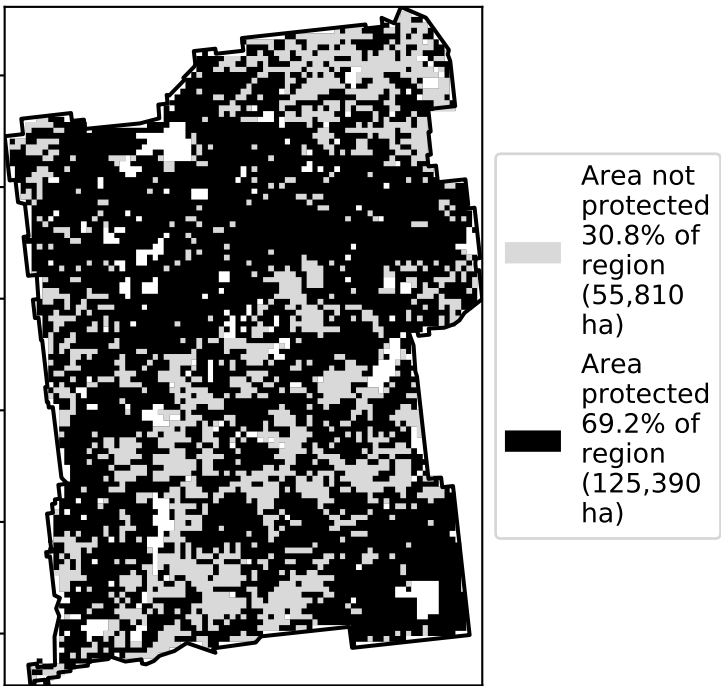 Area not
protected
30.8% of
region
(55,810
ha)
Area
protected
69.2% of
region
(125,390
ha)